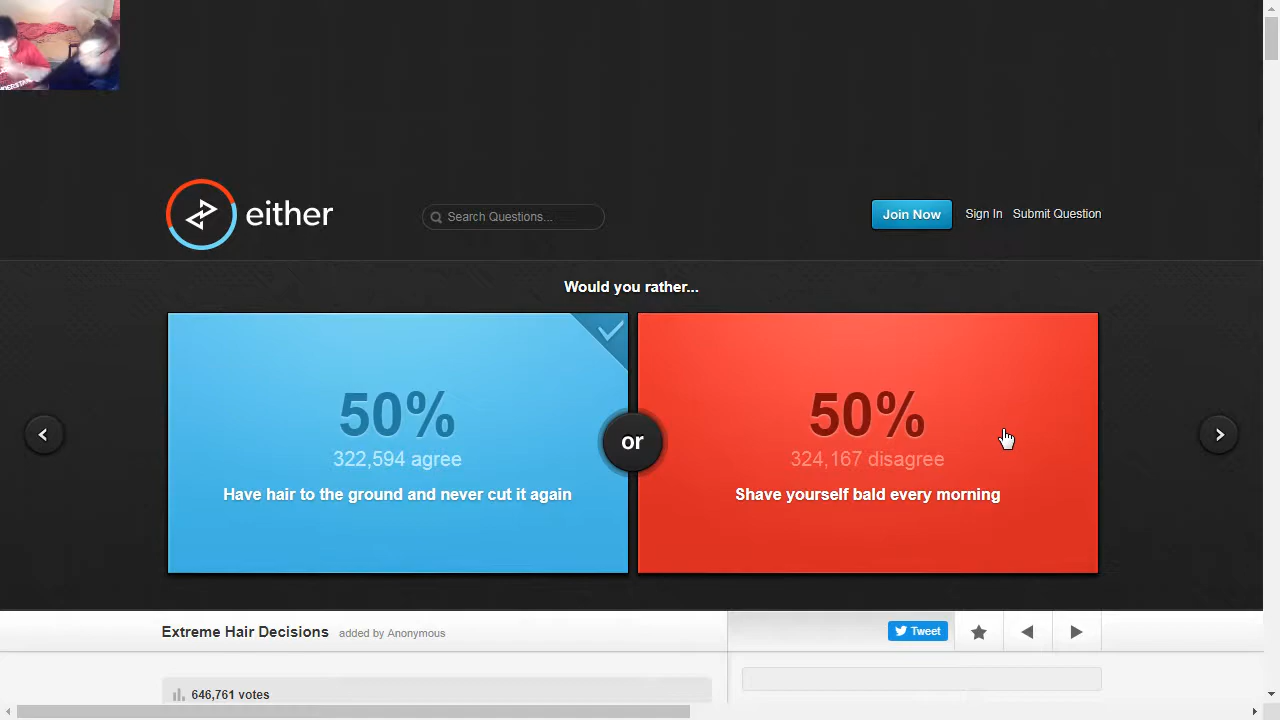 either
Search Questions...
Join Now
Sign In
Submit Question
Would you rather...
50%
322,594 agree
Have hair to the ground and never cut it again
or
50%
324,167 disagree
Shave yourself bald every morning
Extreme Hair Decisions added by Anonymous
Tweet
646,761 votes